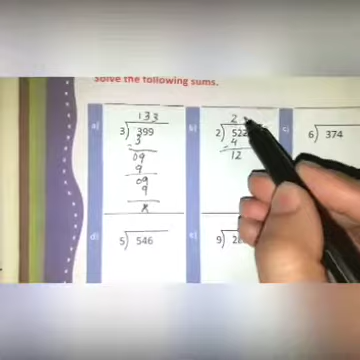 Solve the following sums.
a) 133
3) 399
3
09
9
09
9
x
b) 2
2) 522
- 4
12
c)
6) 374
d)
5) 546
e)
9) 2